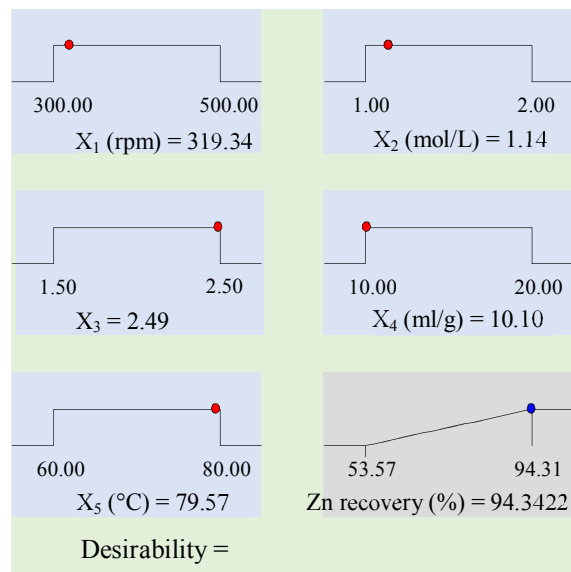 300.00 500.00
X₁ (rpm) = 319.34
1.00 2.00
X₂ (mol/L) = 1.14
1.50 2.50
X₃ = 2.49
10.00 20.00
X₄ (ml/g) = 10.10
60.00 80.00
X₅ (°C) = 79.57
53.57 94.31
Zn recovery (%) = 94.3422
Desirability =